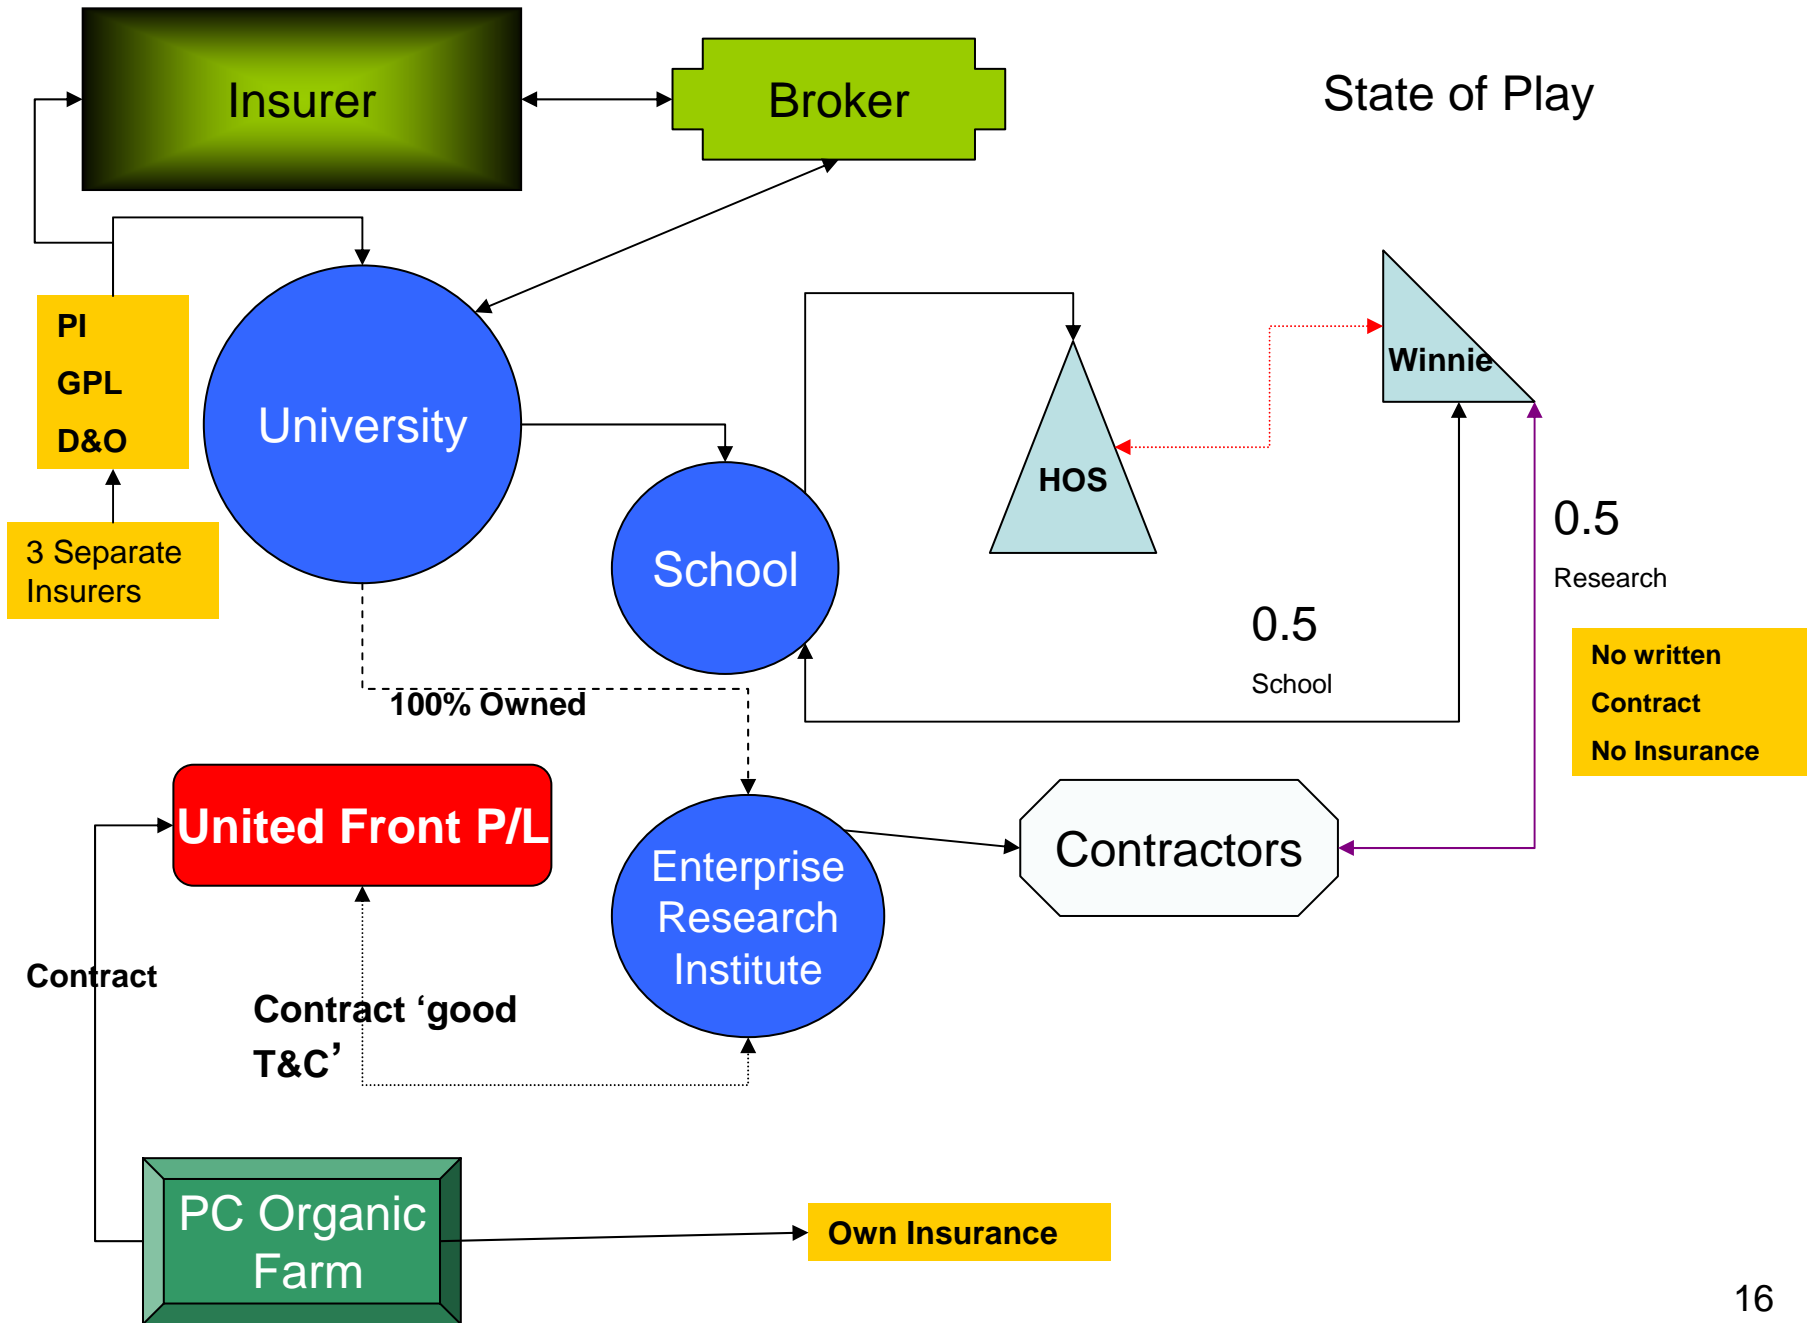 Insurer
Broker
State of Play
PI
GPL
D&O
University
Winnie
HOS
3 Separate
Insurers
School
0.5
Research
0.5
School
No written
Contract
No Insurance
100% Owned
United Front P/L
Enterprise
Research
Institute
Contractors
Contract
Contract ‘good
T&C’
PC Organic
Farm
Own Insurance
16